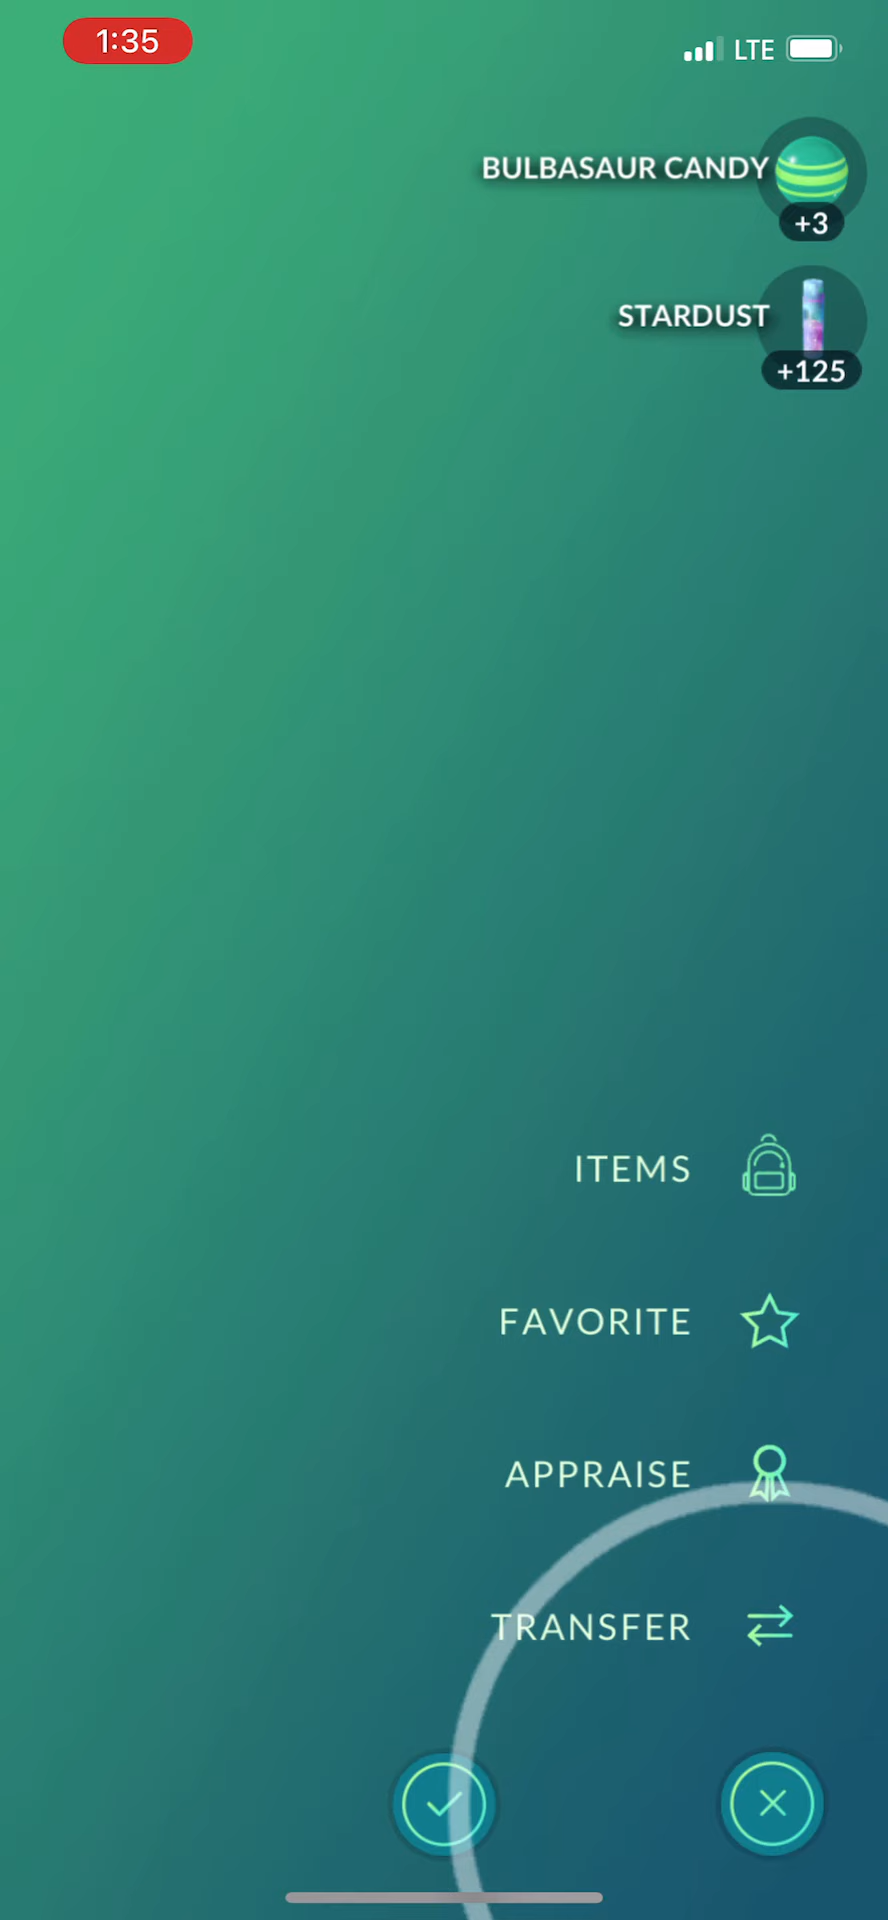 1:35
LTE
BULBASAUR CANDY
+3
STARDUST
+125
ITEMS
FAVORITE
APPRAISE
TRANSFER